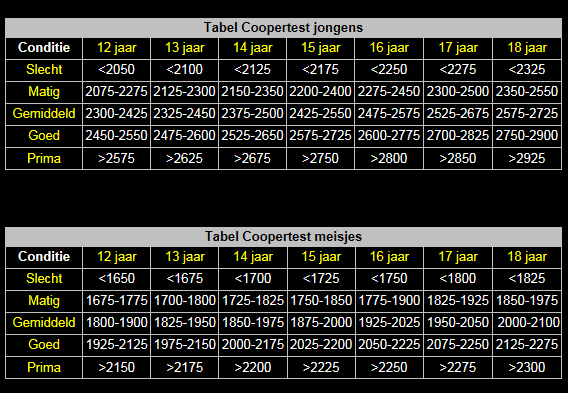 Tabel Coopertest jongens
Conditie 12 jaar 13 jaar 14 jaar 15 jaar 16 jaar 17 jaar 18 jaar
Slecht <2050 <2100 <2125 <2175 <2250 <2275 <2325
Matig 2075-2275 2125-2300 2150-2350 2200-2400 2275-2450 2300-2500 2350-2550
Gemiddeld 2300-2425 2325-2450 2375-2500 2425-2550 2475-2575 2525-2675 2575-2725
Goed 2450-2550 2475-2600 2525-2650 2575-2725 2600-2775 2700-2825 2750-2900
Prima >2575 >2625 >2675 >2750 >2800 >2850 >2925
Tabel Coopertest meisjes
Conditie 12 jaar 13 jaar 14 jaar 15 jaar 16 jaar 17 jaar 18 jaar
Slecht <1650 <1675 <1700 <1725 <1750 <1800 <1825
Matig 1675-1775 1700-1800 1725-1825 1750-1850 1775-1900 1825-1925 1850-1975
Gemiddeld 1800-1900 1825-1950 1850-1975 1875-2000 1925-2025 1950-2050 2000-2100
Goed 1925-2125 1975-2150 2000-2175 2025-2200 2050-2225 2075-2250 2125-2275
Prima >2150 >2175 >2200 >2225 >2250 >2275 >2300